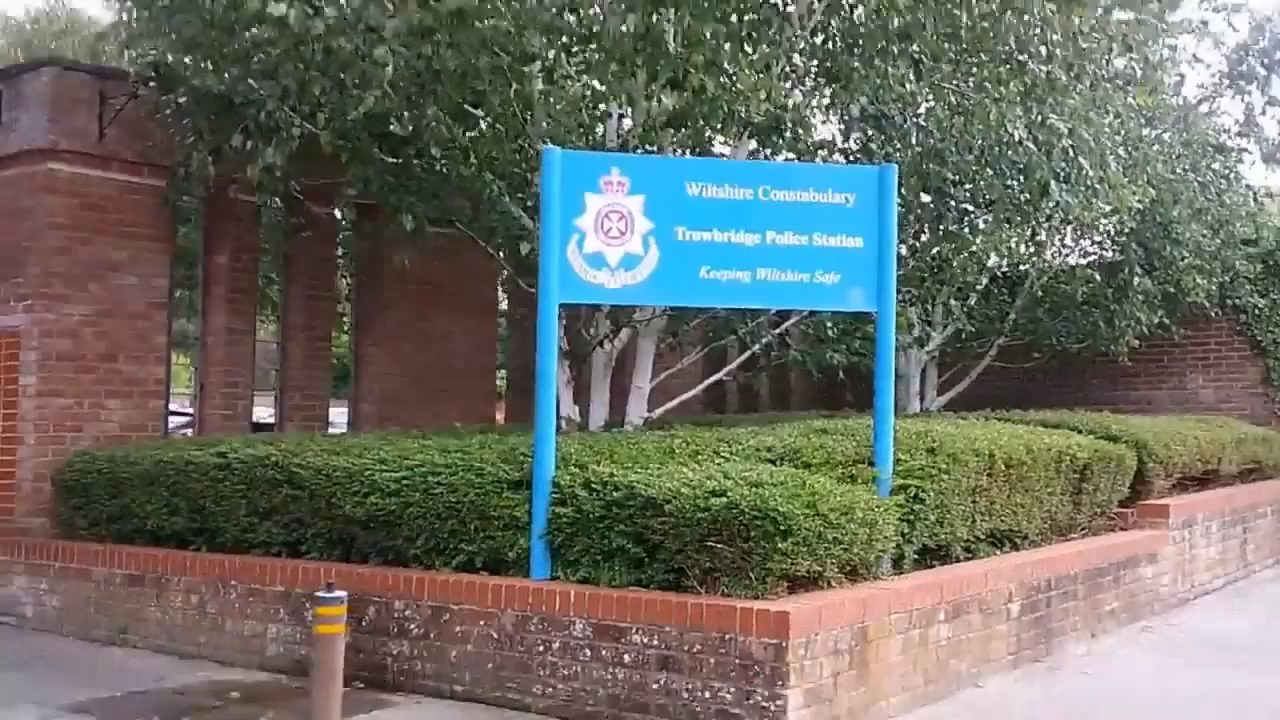 Wiltshire Constabulary
Trowbridge Police Station
Keeping Wiltshire Safe